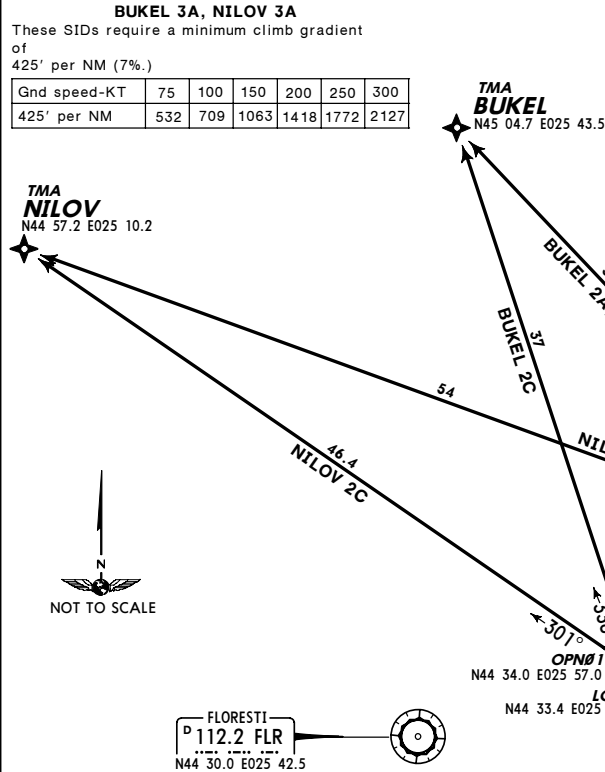 BUKEL 3A, NILOV 3A
These SIDs require a minimum climb gradient
of
425' per NM (7%.)
Gnd speed-KT 75 100 150 200 250 300
425' per NM 532 709 1063 1418 1772 2127
TMA
BUKEL
N45 04.7 E025 43.5
TMA
NILOV
N44 57.2 E025 10.2
BUKEL 2A
37
BUKEL 2C
54
NIL
46.4
NILOV 2C
N
NOT TO SCALE
301°
OPNØ1
N44 34.0 E025 57.0
N44 33.4 E025
FLORESTI
D 112.2 FLR
N44 30.0 E025 42.5